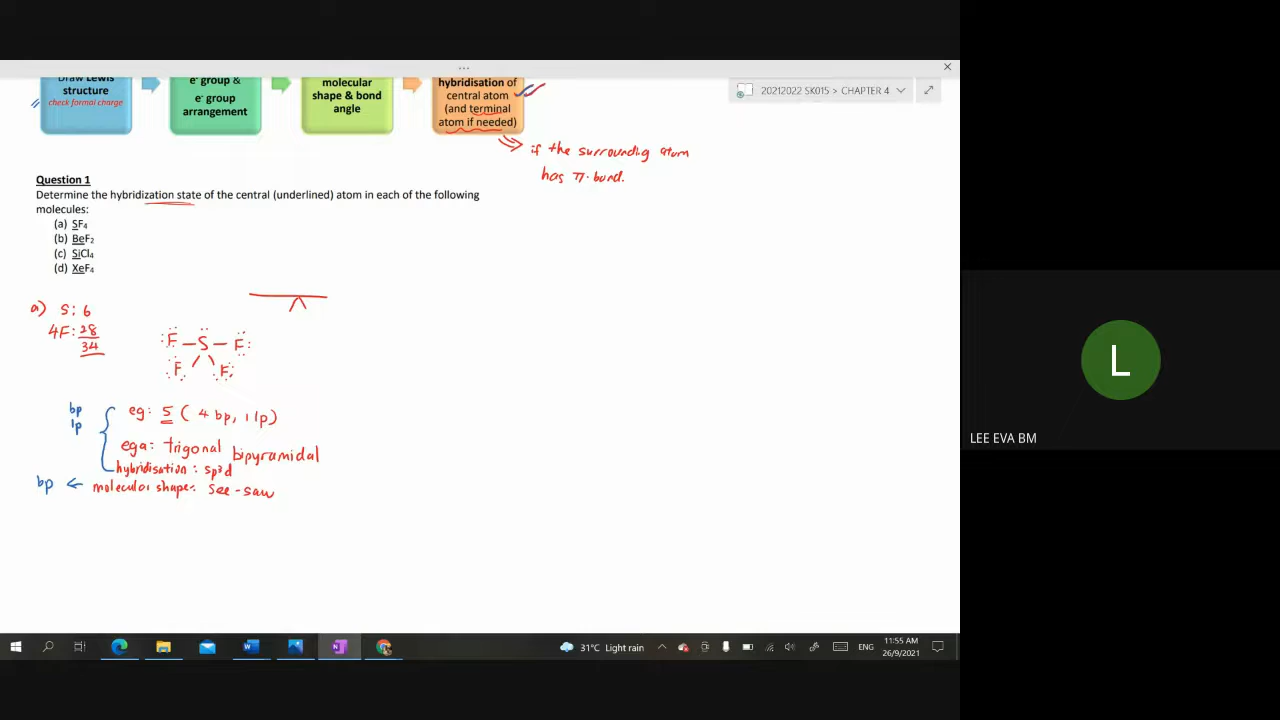 Draw Lewis
structure
check formal charge
e- group &
e- group
arrangement
molecular
shape & bond
angle
hybridisation of
central atom
(and terminal
atom if needed)
20212022 SK015 > CHAPTER 4
if the surrounding atom
has π-bond.
Question 1
Determine the hybridization state of the central (underlined) atom in each of the following
molecules:
(a) SF4
(b) BeF2
(c) SiCl4
(d) XeF4
a) S: 6
4F: 28
34
F S F
F F
bp
lp
eg: 5 ( 4 bp, 1 lp)
ega: trigonal bipyramidal
hybridisation : sp3d
bp ← molecular shape: see-saw
L
LEE EVA BM
31°C Light rain
ENG
11:55 AM
26/9/2021